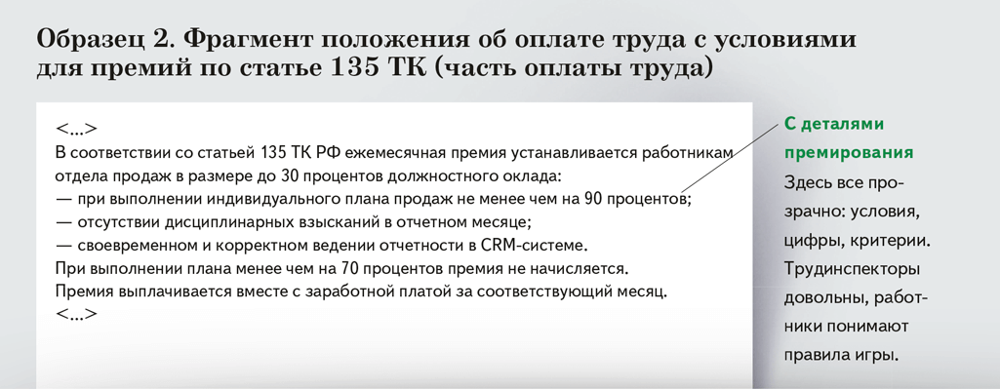 Образец 2. Фрагмент положения об оплате труда с условиями
для премий по статье 135 ТК (часть оплаты труда)
<...>
В соответствии со статьей 135 ТК РФ ежемесячная премия устанавливается работникам
отдела продаж в размере до 30 процентов должностного оклада:
— при выполнении индивидуального плана продаж не менее чем на 90 процентов;
— отсутствии дисциплинарных взысканий в отчетном месяце;
— своевременном и корректном ведении отчетности в CRM-системе.
При выполнении плана менее чем на 70 процентов премия не начисляется.
Премия выплачивается вместе с заработной платой за соответствующий месяц.
<...>
С деталями
премирования
Здесь все про-
зрачно: условия,
цифры, критерии.
Трудинспекторы
довольны, работ-
ники понимают
правила игры.